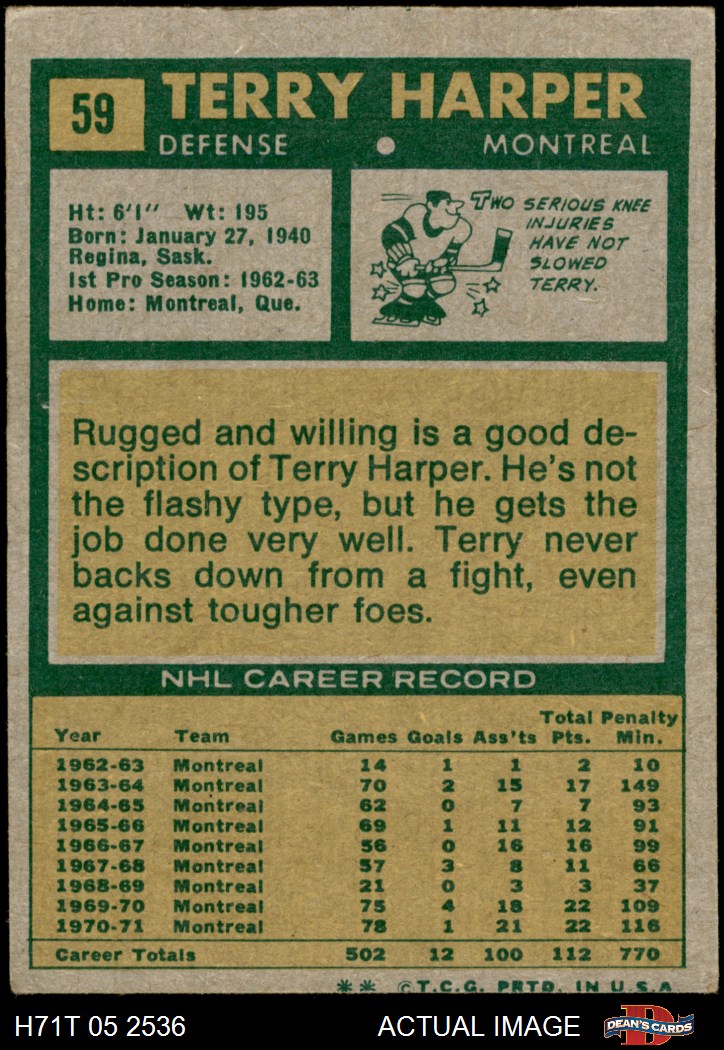 59
TERRY HARPER
DEFENSE • MONTREAL
Ht: 6'1" Wt: 195
Born: January 27, 1940
Regina, Sask.
1st Pro Season: 1962-63
Home: Montreal, Que.
TWO SERIOUS KNEE
INJURIES
HAVE NOT
SLOWED
TERRY.
Rugged and willing is a good de-
scription of Terry Harper. He's not
the flashy type, but he gets the
job done very well. Terry never
backs down from a fight, even
against tougher foes.
NHL CAREER RECORD
Total Penalty
Year Team Games Goals Ass'ts Pts. Min.
1962-63 Montreal 14 1 1 2 10
1963-64 Montreal 70 2 15 17 149
1964-65 Montreal 62 0 7 7 93
1965-66 Montreal 69 1 11 12 91
1966-67 Montreal 56 0 16 16 99
1967-68 Montreal 57 3 8 11 66
1968-69 Montreal 21 0 3 3 37
1969-70 Montreal 75 4 18 22 109
1970-71 Montreal 78 1 21 22 116
Career Totals 502 12 100 112 770
** ©T.C.G. PRTD. IN U.S.A
H71T 05 2536 ACTUAL IMAGE D DEAN'S CARDS